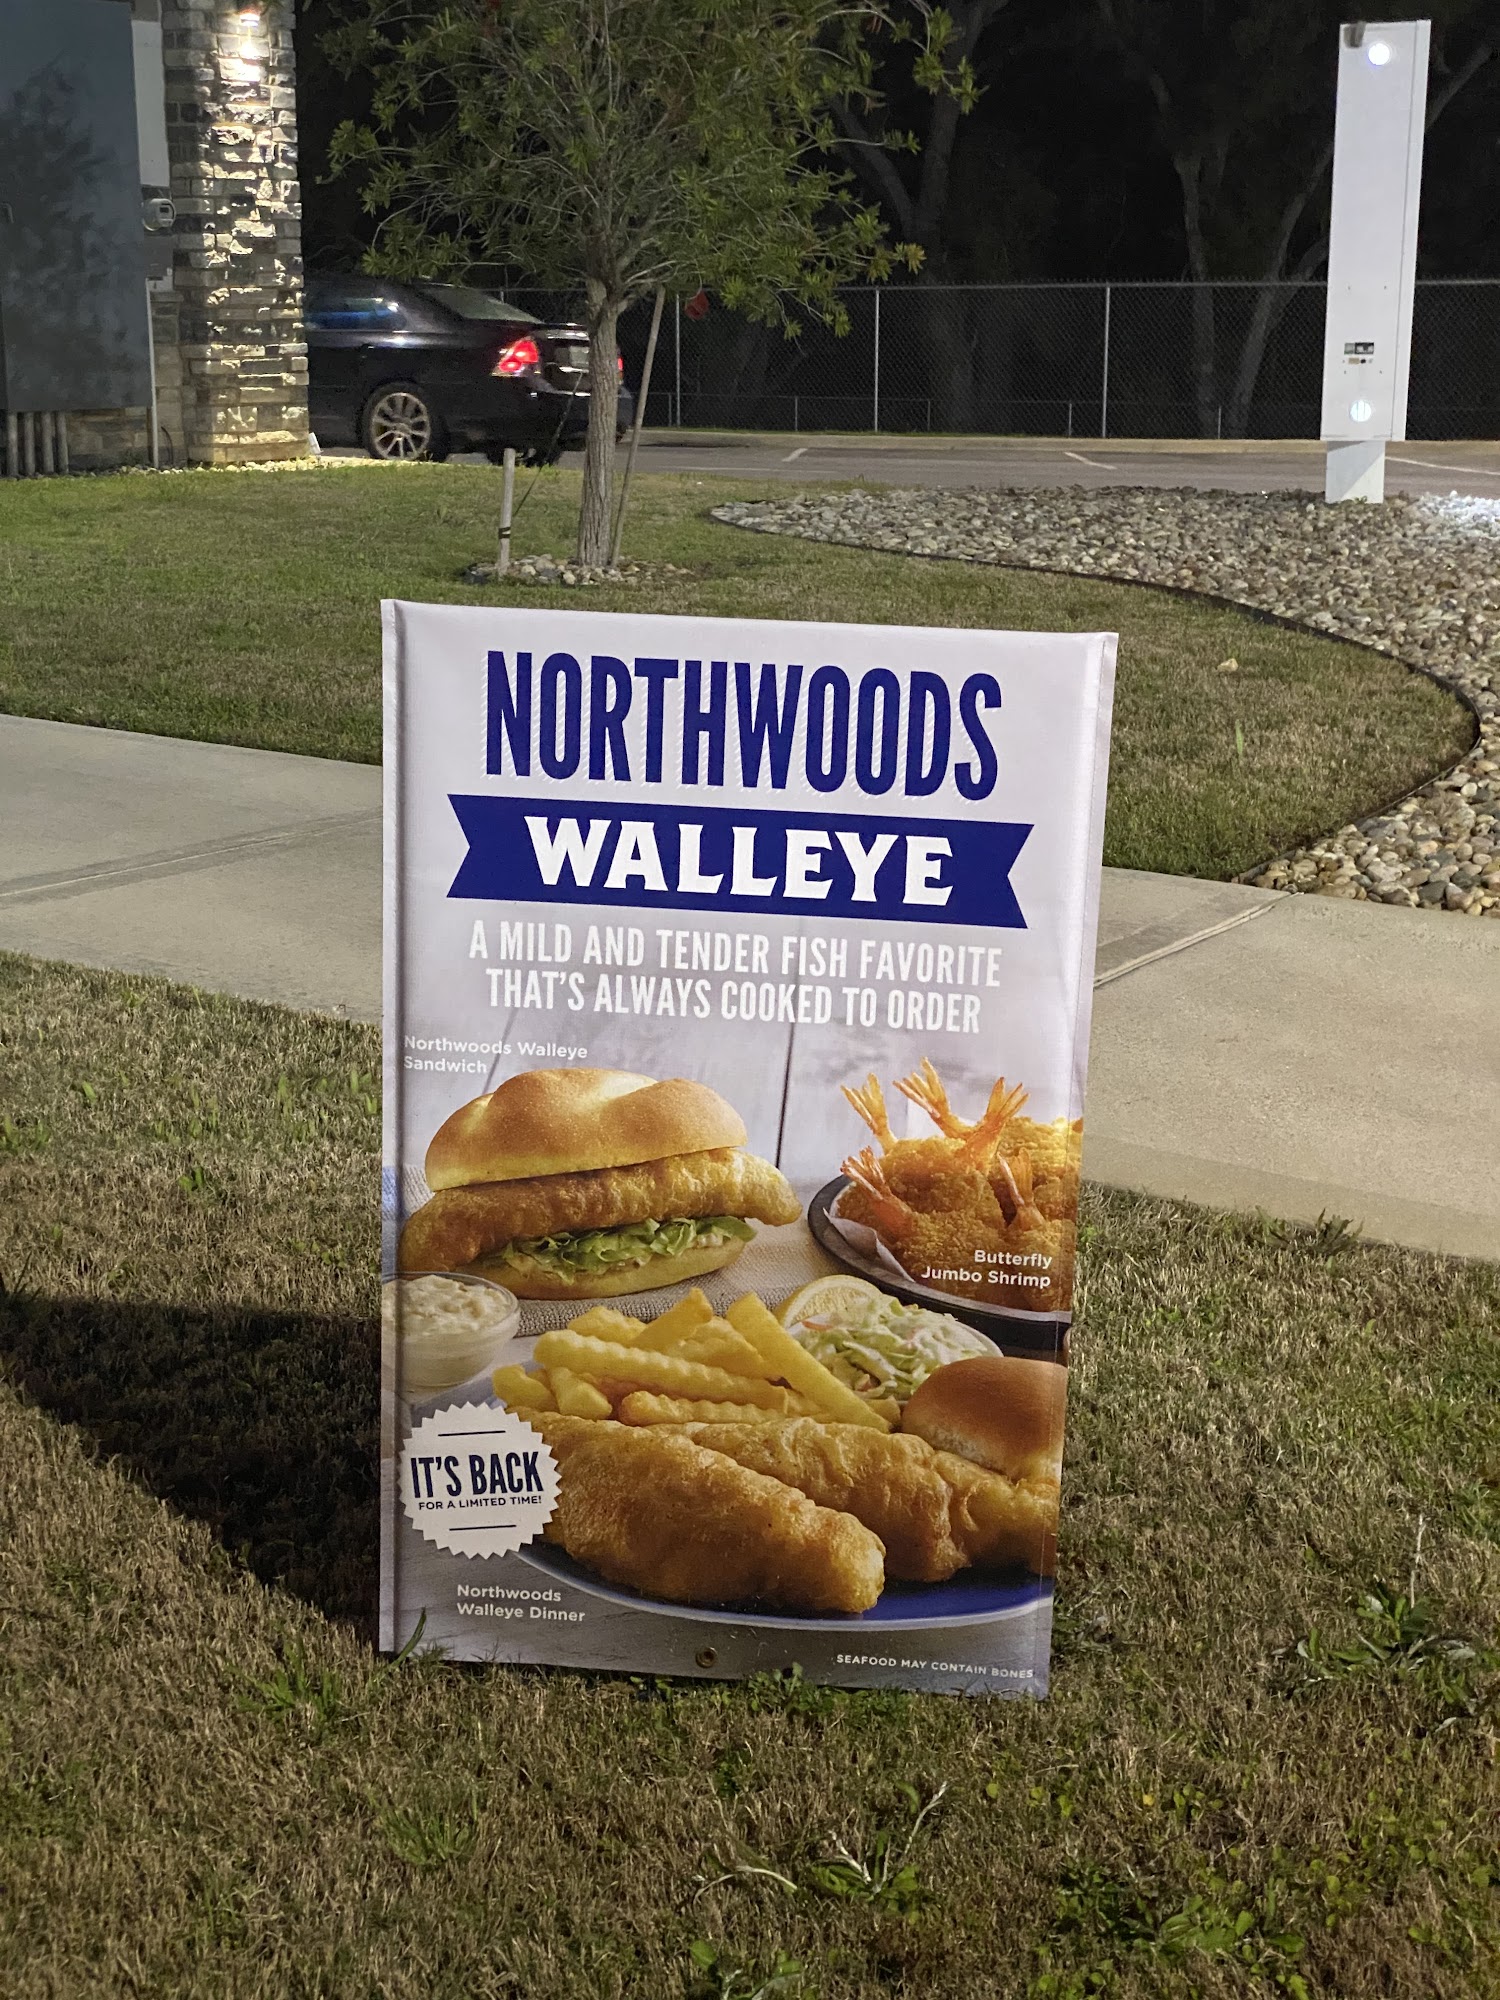 NORTHWOODS
WALLEYE
A MILD AND TENDER FISH FAVORITE
THAT'S ALWAYS COOKED TO ORDER
Northwoods Walleye
Sandwich
Butterfly
Jumbo Shrimp
IT'S BACK
FOR A LIMITED TIME!
Northwoods
Walleye Dinner
SEAFOOD MAY CONTAIN BONES